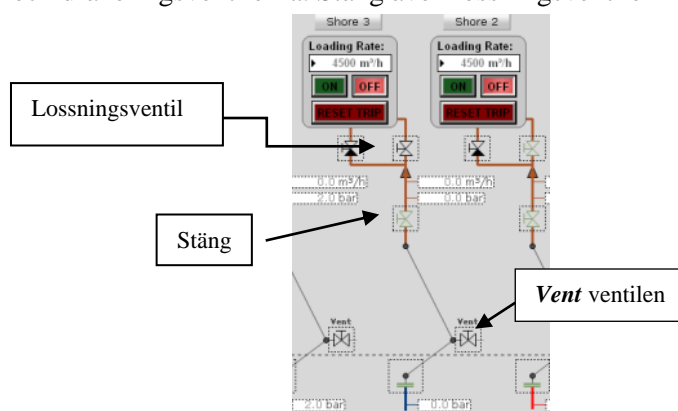 Shore 3 Shore 2
Loading Rate: Loading Rate:
4500 m³/h 4500 m³/h
ON OFF ON OFF
RESET TRIP RESET TRIP
Lossningsventil
0.0 m³/h 0.0 m³/h
2.0 bar 0.0 bar
Stäng
Vent ventilen
Vent Vent
2.0 bar 0.0 bar